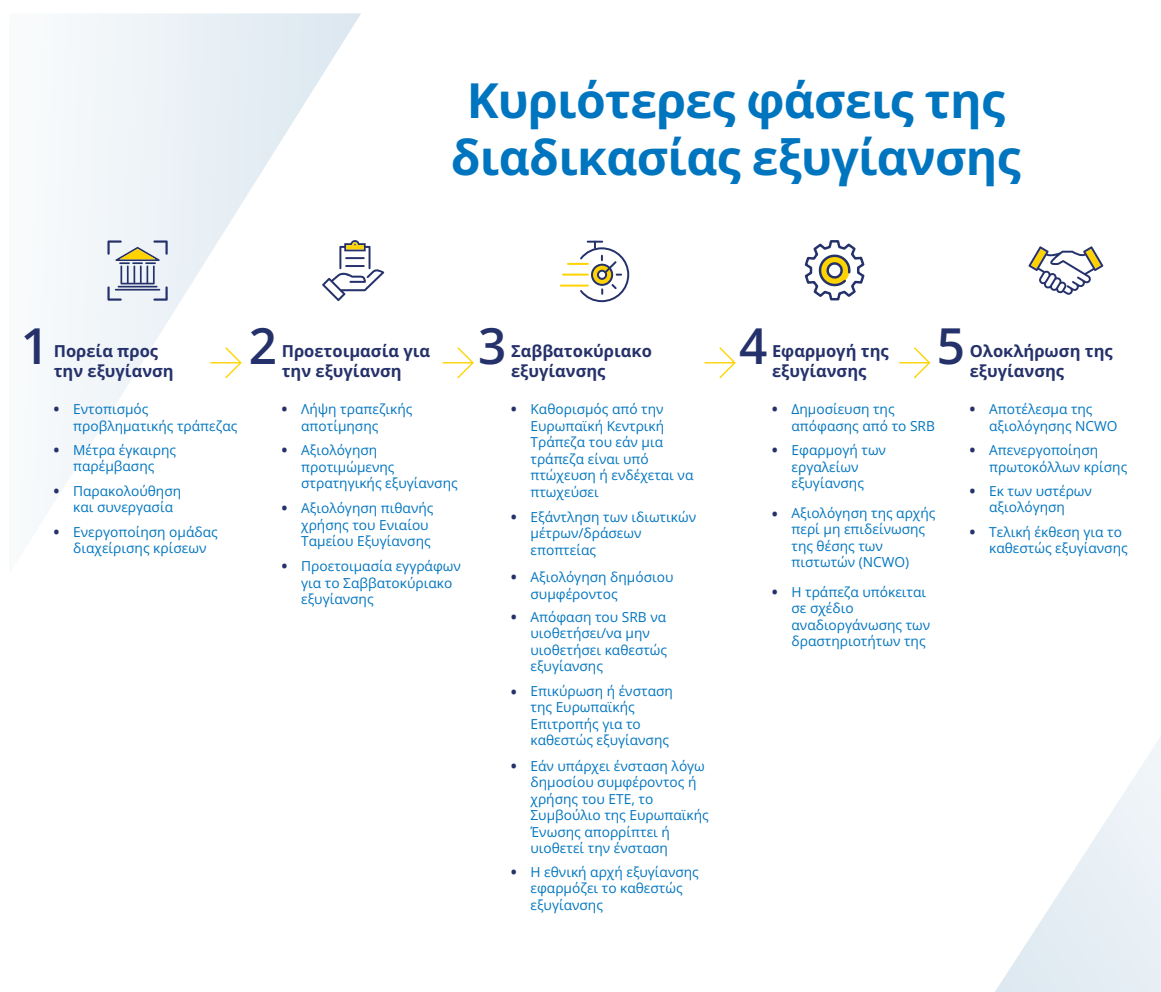 Κυριότερες φάσεις της
διαδικασίας εξυγίανσης
1 Πορεία προς
την εξυγίανση
• Εντοπισμός
προβληματικής τράπεζας
• Μέτρα έγκαιρης
παρέμβασης
• Παρακολούθηση
και συνεργασία
• Ενεργοποίηση ομάδας
διαχείρισης κρίσεων
2 Προετοιμασία για
την εξυγίανση
• Λήψη τραπεζικής
αποτίμησης
• Αξιολόγηση
προτιμώμενης
στρατηγικής εξυγίανσης
• Αξιολόγηση πιθανής
χρήσης του Ενιαίου
Ταμείου Εξυγίανσης
• Προετοιμασία εγγράφων
για το Σαββατοκύριακο
εξυγίανσης
3 Σαββατοκύριακο
εξυγίανσης
• Καθορισμός από την
Ευρωπαϊκή Κεντρική
Τράπεζα του εάν μια
τράπεζα είναι υπό
πτώχευση ή ενδέχεται να
πτωχεύσει
• Εξάντληση των ιδιωτικών
μέτρων/δράσεων
εποπτείας
• Αξιολόγηση δημόσιου
συμφέροντος
• Απόφαση του SRB να
υιοθετήσει/να μην
υιοθετήσει καθεστώς
εξυγίανσης
• Επικύρωση ή ένσταση
της Ευρωπαϊκής
Επιτροπής για το
καθεστώς εξυγίανσης
• Εάν υπάρχει ένσταση λόγω
δημοσίου συμφέροντος ή
χρήσης του ΕΤΕ, το
Συμβούλιο της Ευρωπαϊκής
Ένωσης απορρίπτει ή
υιοθετεί την ένσταση
• Η εθνική αρχή εξυγίανσης
εφαρμόζει το καθεστώς
εξυγίανσης
4 Εφαρμογή της
εξυγίανσης
• Δημοσίευση της
απόφασης από το SRB
• Εφαρμογή των
εργαλείων
εξυγίανσης
• Αξιολόγηση της αρχής
περί μη επιδείνωσης
της θέσης των
πιστωτών (NCWO)
• Η τράπεζα υπόκειται
σε σχέδιο
αναδιοργάνωσης των
δραστηριοτήτων της
5 Ολοκλήρωση της
εξυγίανσης
• Αποτέλεσμα της
αξιολόγησης NCWO
• Απενεργοποίηση
πρωτοκόλλων κρίσης
• Εκ των υστέρων
αξιολόγηση
• Τελική έκθεση για το
καθεστώς εξυγίανσης